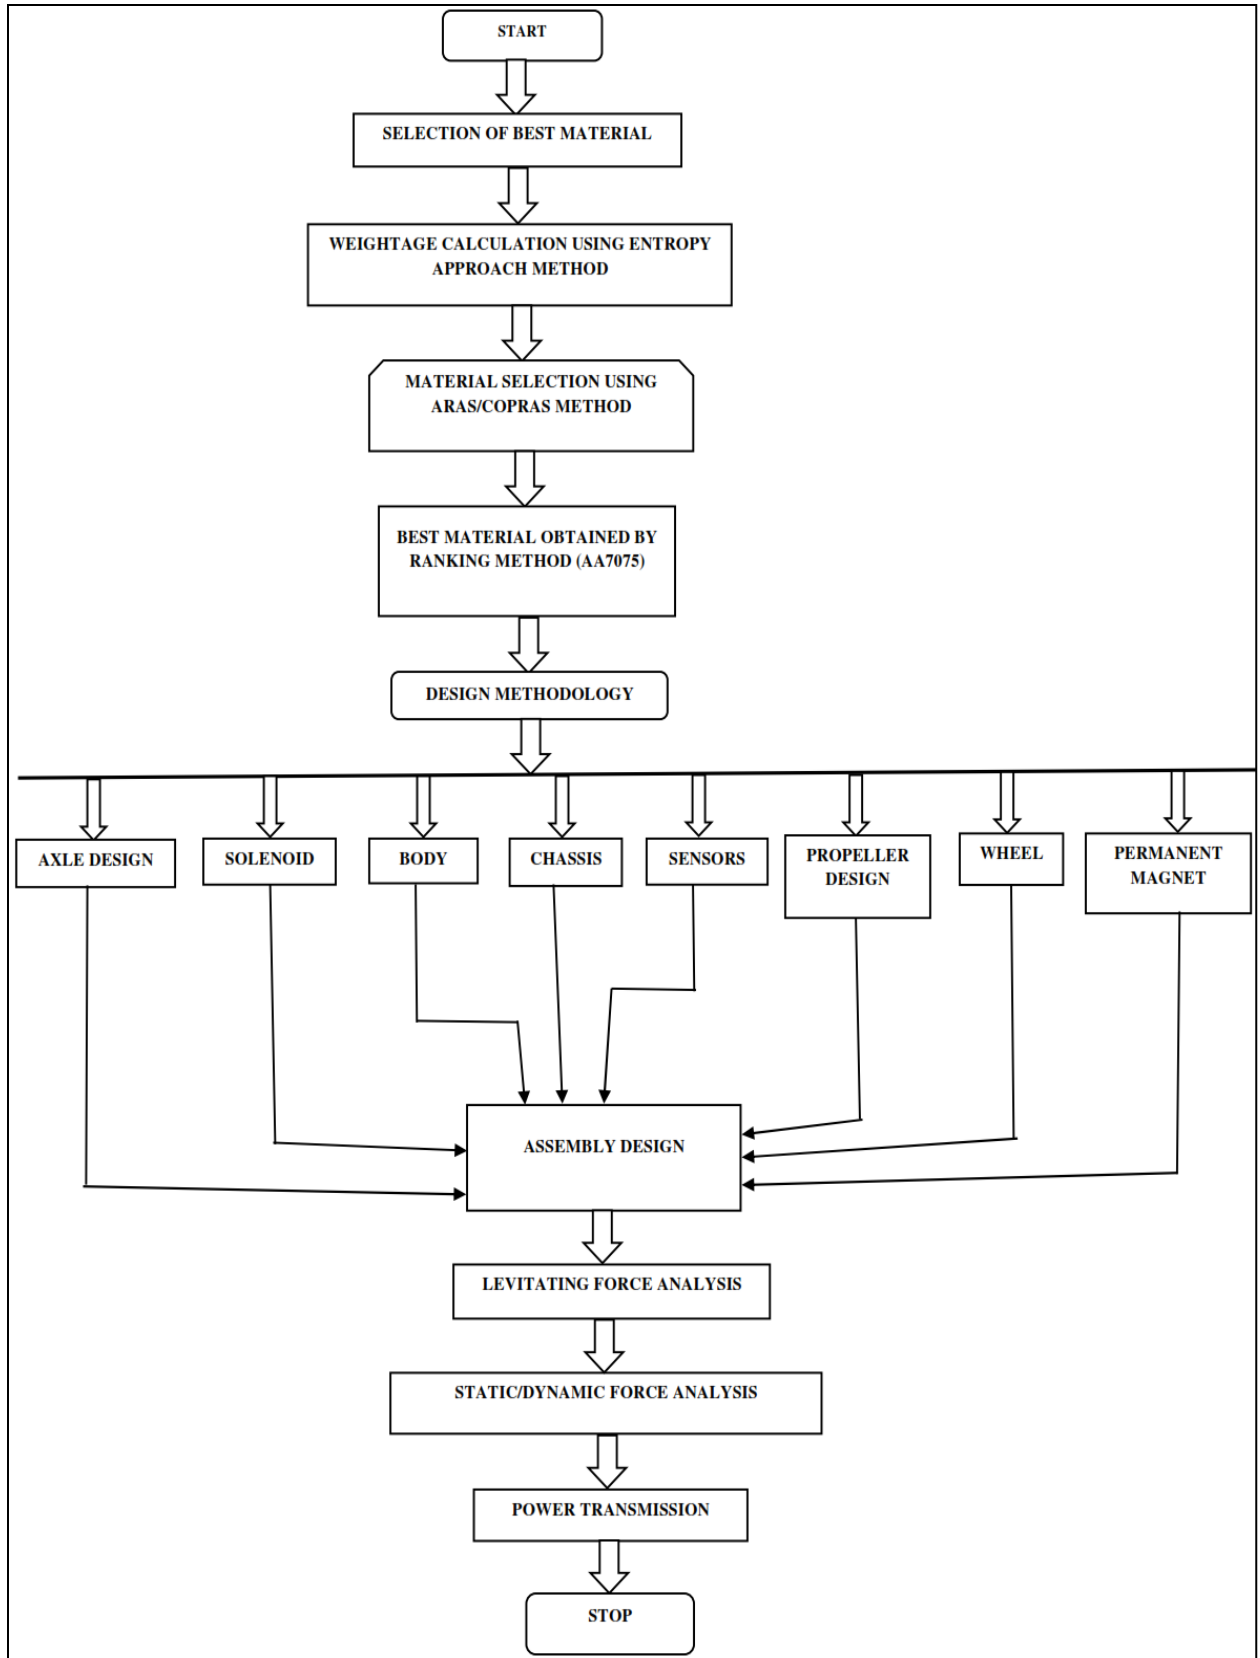 START
SELECTION OF BEST MATERIAL
WEIGHTAGE CALCULATION USING ENTROPY
APPROACH METHOD
MATERIAL SELECTION USING
ARAS/COPRAS METHOD
BEST MATERIAL OBTAINED BY
RANKING METHOD (AA7075)
DESIGN METHODOLOGY
AXLE DESIGN
SOLENOID
BODY
CHASSIS
SENSORS
PROPELLER
DESIGN
WHEEL
PERMANENT
MAGNET
ASSEMBLY DESIGN
LEVITATING FORCE ANALYSIS
STATIC/DYNAMIC FORCE ANALYSIS
POWER TRANSMISSION
STOP